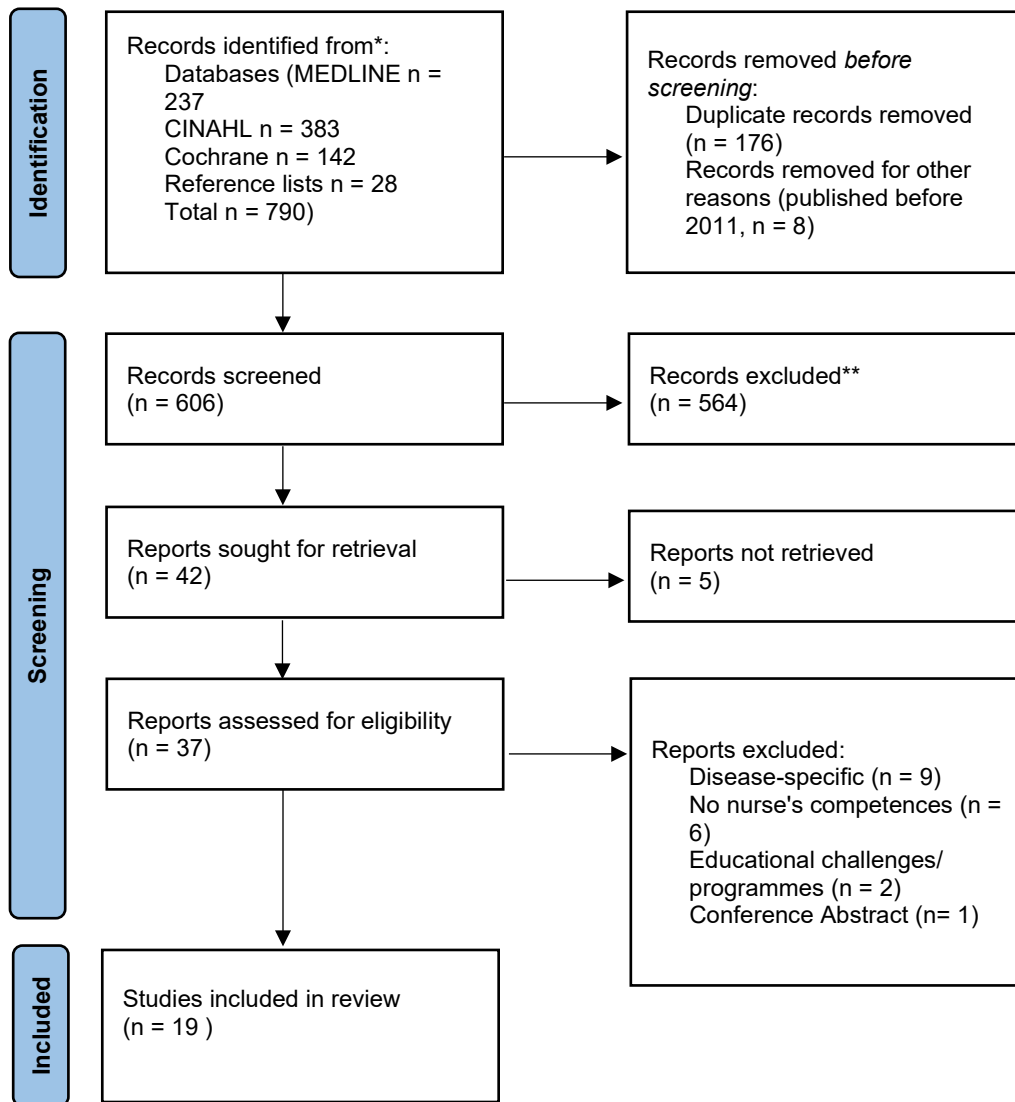 Identification
Records identified from*:
Databases (MEDLINE n =
237
CINAHL n = 383
Cochrane n = 142
Reference lists n = 28
Total n = 790)
Records removed before
screening:
Duplicate records removed
(n = 176)
Records removed for other
reasons (published before
2011, n = 8)
Screening
Records screened
(n = 606)
Records excluded**
(n = 564)
Reports sought for retrieval
(n = 42)
Reports not retrieved
(n = 5)
Reports assessed for eligibility
(n = 37)
Reports excluded:
Disease-specific (n = 9)
No nurse's competences (n =
6)
Educational challenges/
programmes (n = 2)
Conference Abstract (n= 1)
Included
Studies included in review
(n = 19 )